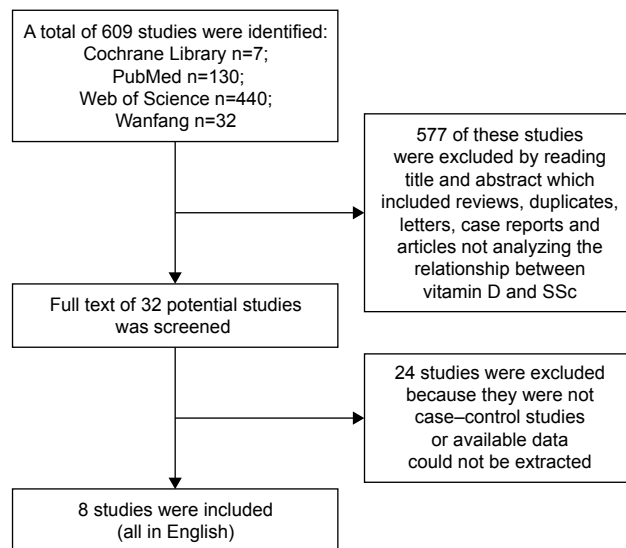 A total of 609 studies were identified:
Cochrane Library n=7;
PubMed n=130;
Web of Science n=440;
Wanfang n=32
577 of these studies
were excluded by reading
title and abstract which
included reviews, duplicates,
letters, case reports and
articles not analyzing the
relationship between
vitamin D and SSc
Full text of 32 potential studies
was screened
24 studies were excluded
because they were not
case–control studies
or available data
could not be extracted
8 studies were included
(all in English)